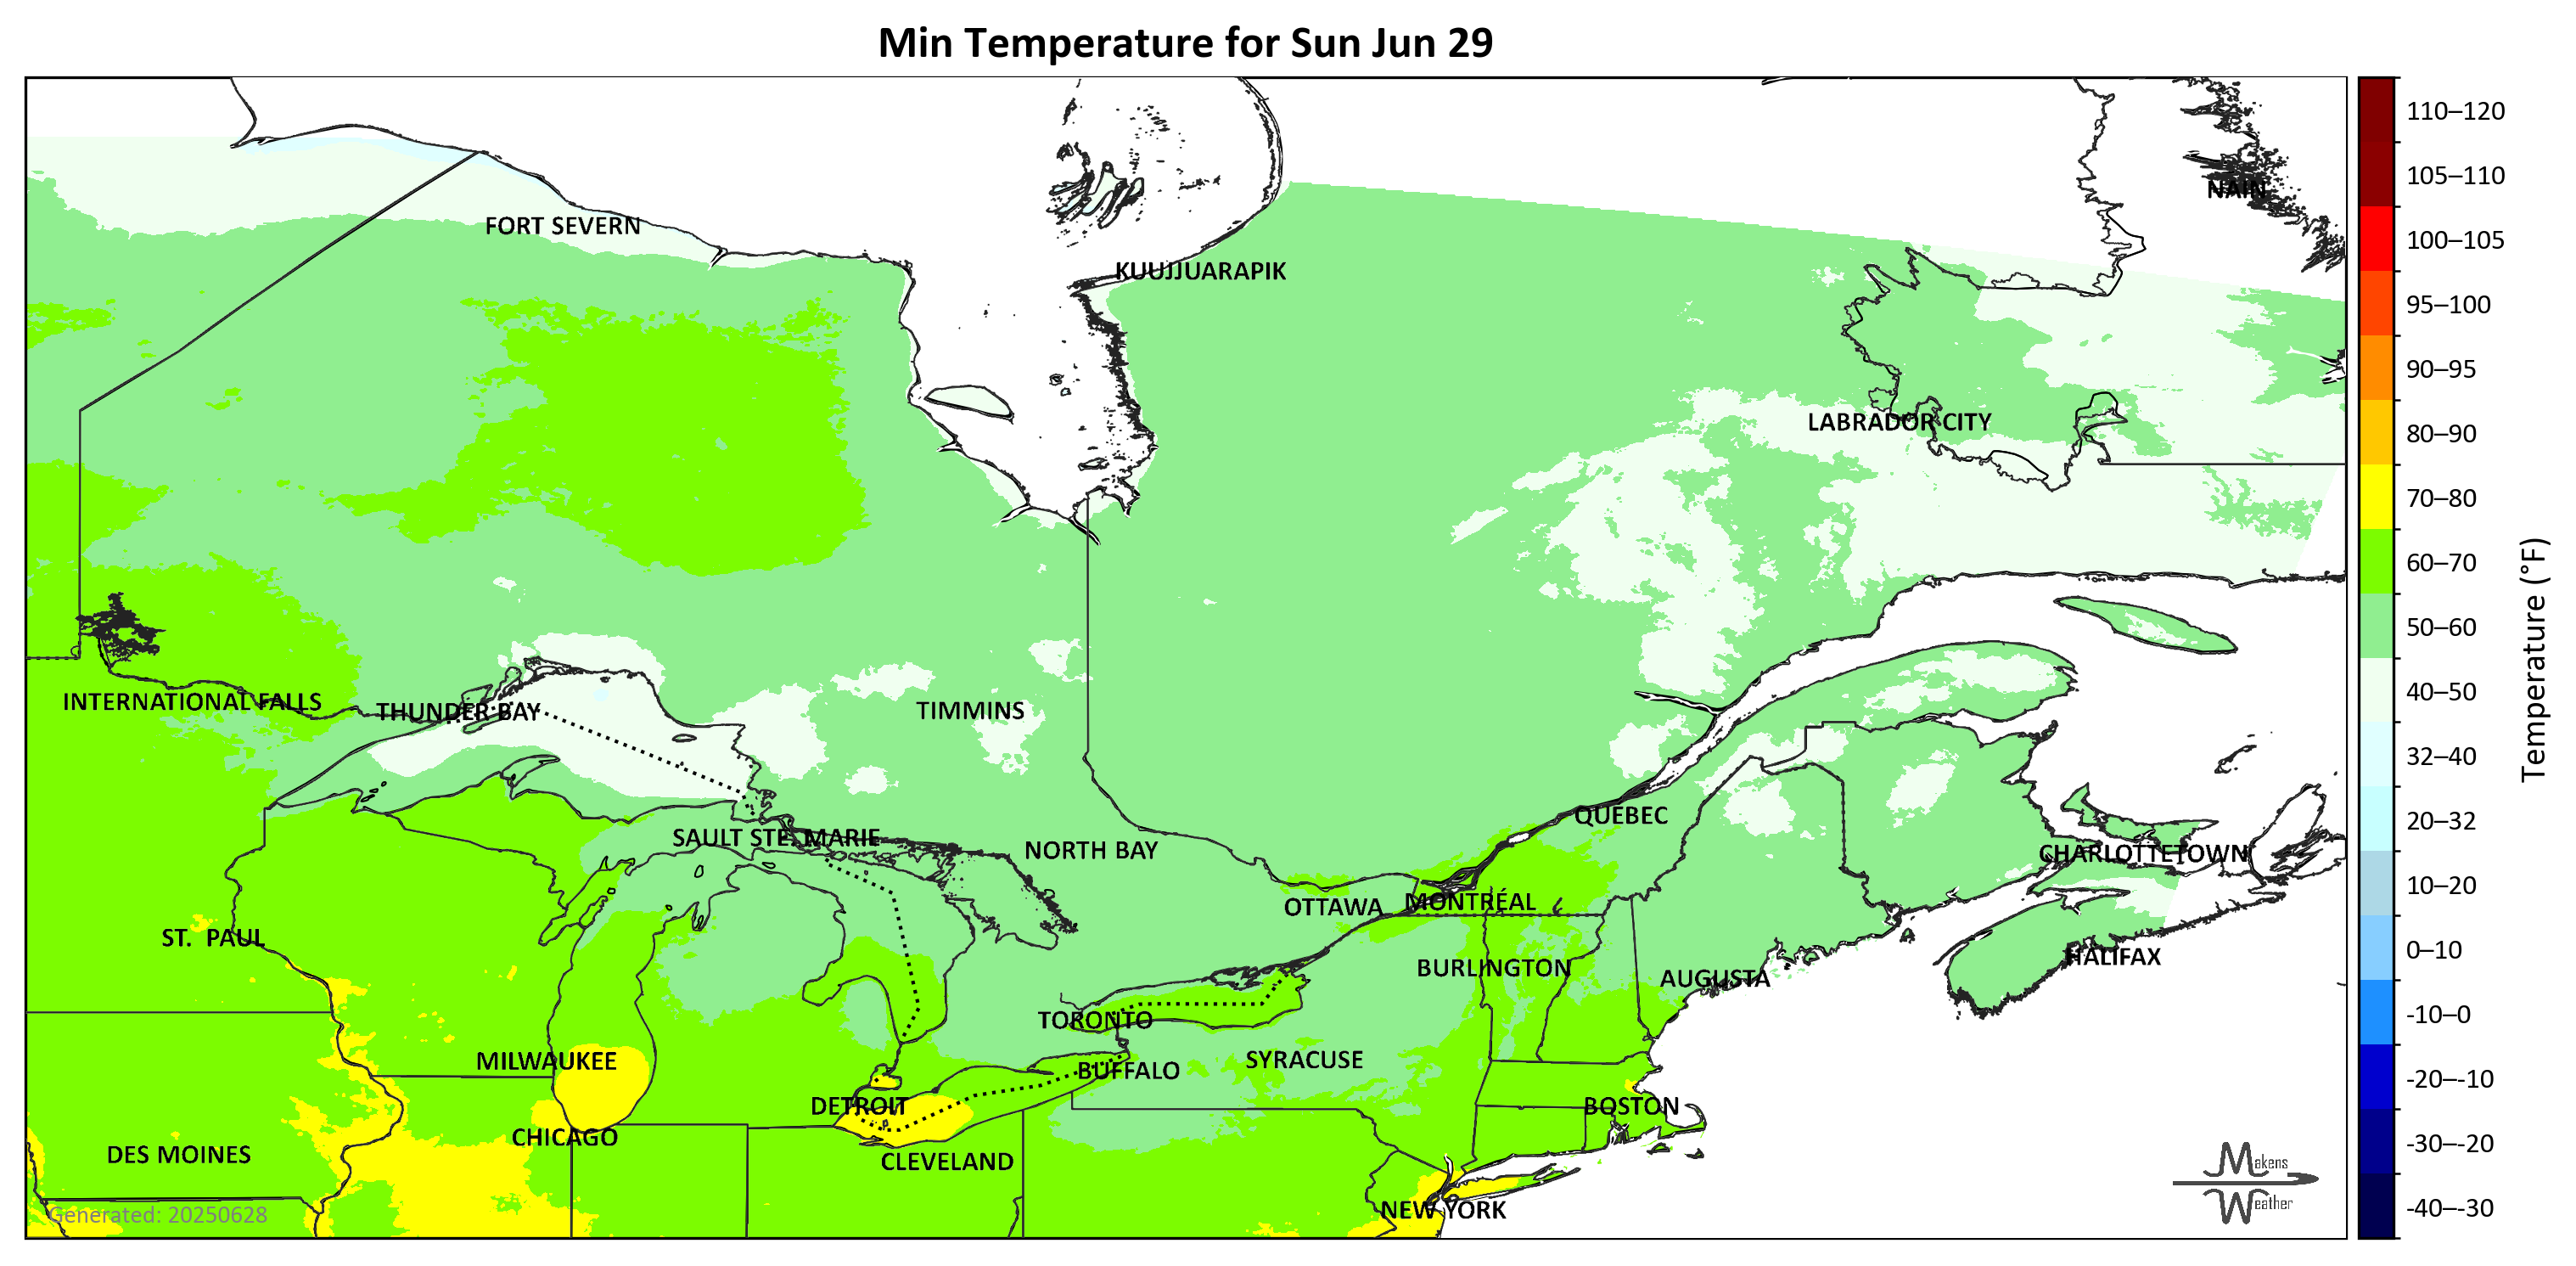 Min Temperature for Sun Jun 29
NAIN
FORT SEVERN
KUUJJUARAPIK
LABRADOR CITY
INTERNATIONAL FALLS
THUNDER BAY
TIMMINS
QUÉBEC
SAULT STE. MARIE
NORTH BAY
CHARLOTTETOWN
OTTAWA
MONTRÉAL
ST. PAUL
HALIFAX
BURLINGTON
AUGUSTA
TORONTO
MILWAUKEE
SYRACUSE
BUFFALO
DETROIT
BOSTON
CHICAGO
DES MOINES
CLEVELAND
NEW YORK
Generated: 20250628
Makens
Weather
110–120
105–110
100–105
95–100
90–95
80–90
70–80
60–70
50–60
40–50
32–40
20–32
10–20
0–10
-10–0
-20–-10
-30–-20
-40–-30
Temperature (°F)